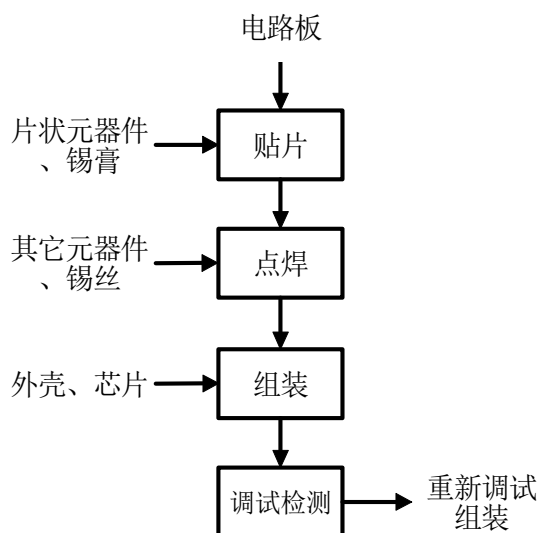 电路板
片状元器件
、锡膏
贴片
其它元器件
、锡丝
点焊
外壳、芯片
组装
调试检测
重新调试
组装